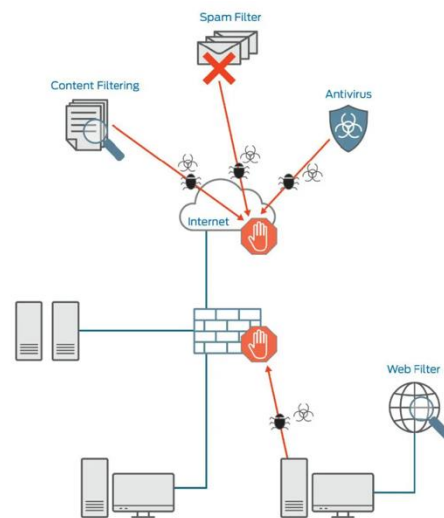 Spam Filter
Content Filtering
Antivirus
Internet
Web Filter